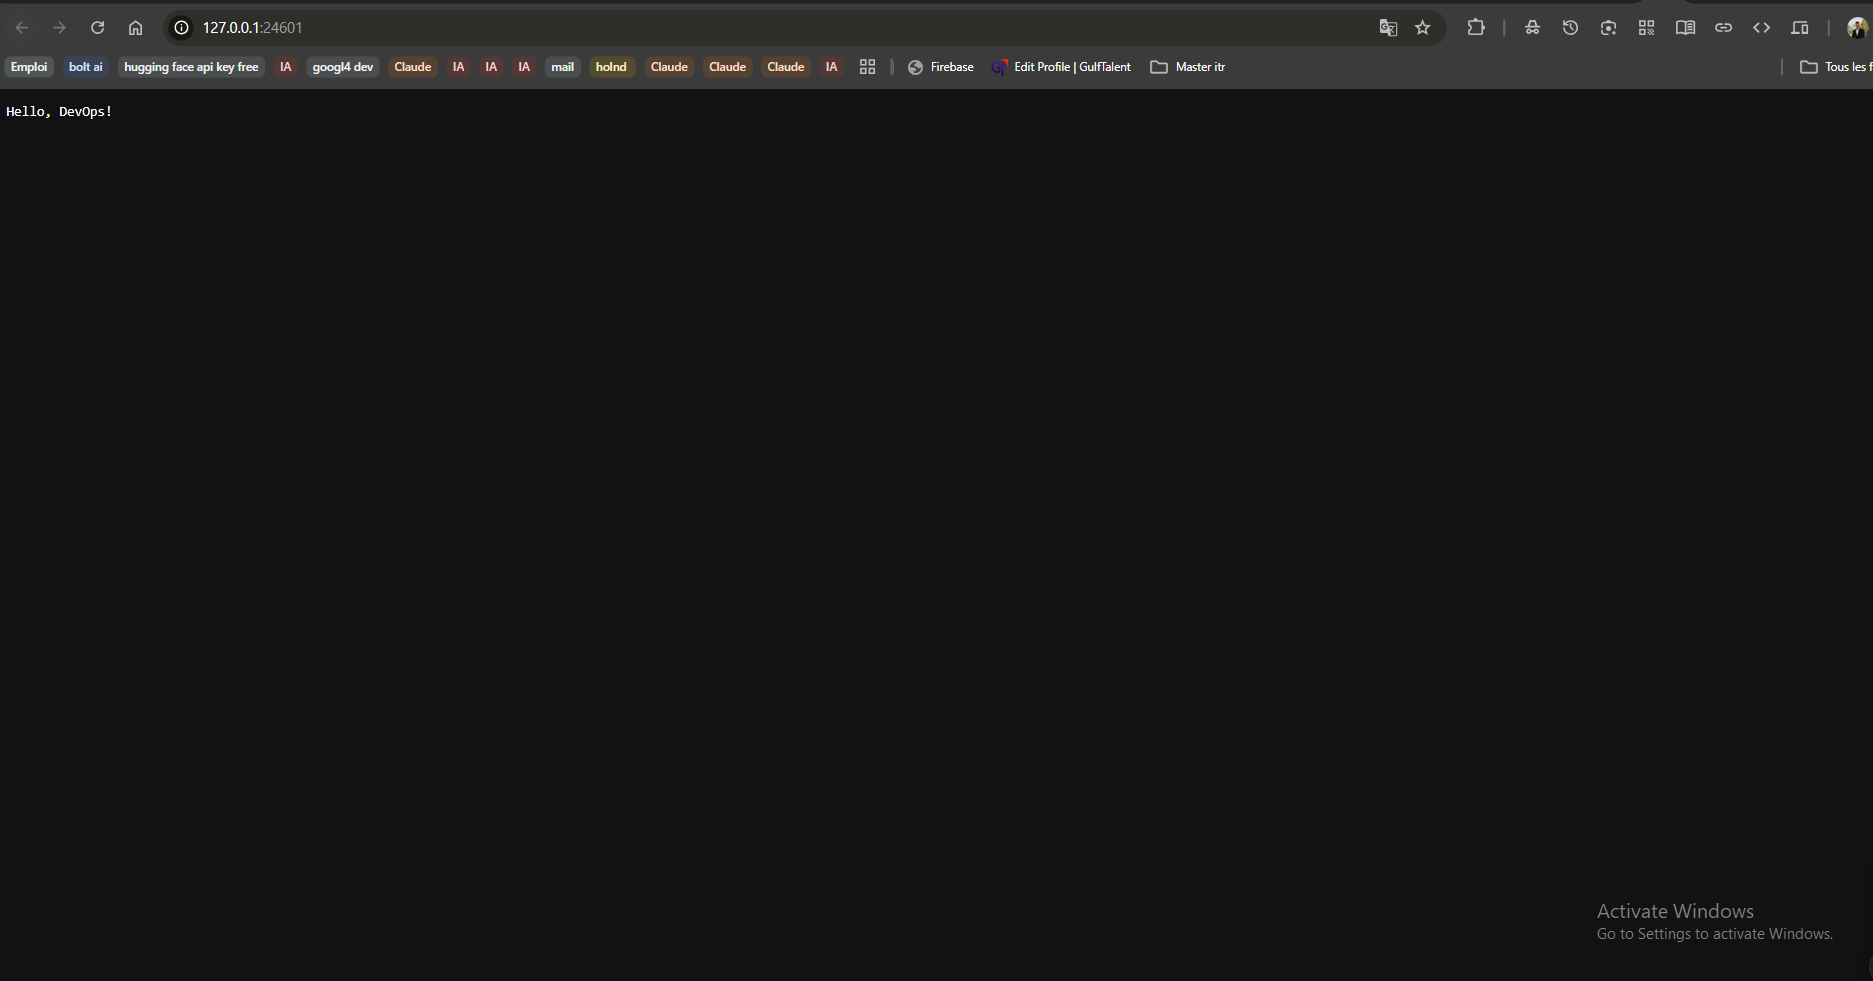 127.0.0.1:24601
Emploi bolt ai hugging face api key free IA googl4 dev Claude IA IA IA mail holnd Claude Claude Claude IA Firebase Edit Profile | GulfTalent Master itr Tous les f
Hello, DevOps!
Activate Windows
Go to Settings to activate Windows.